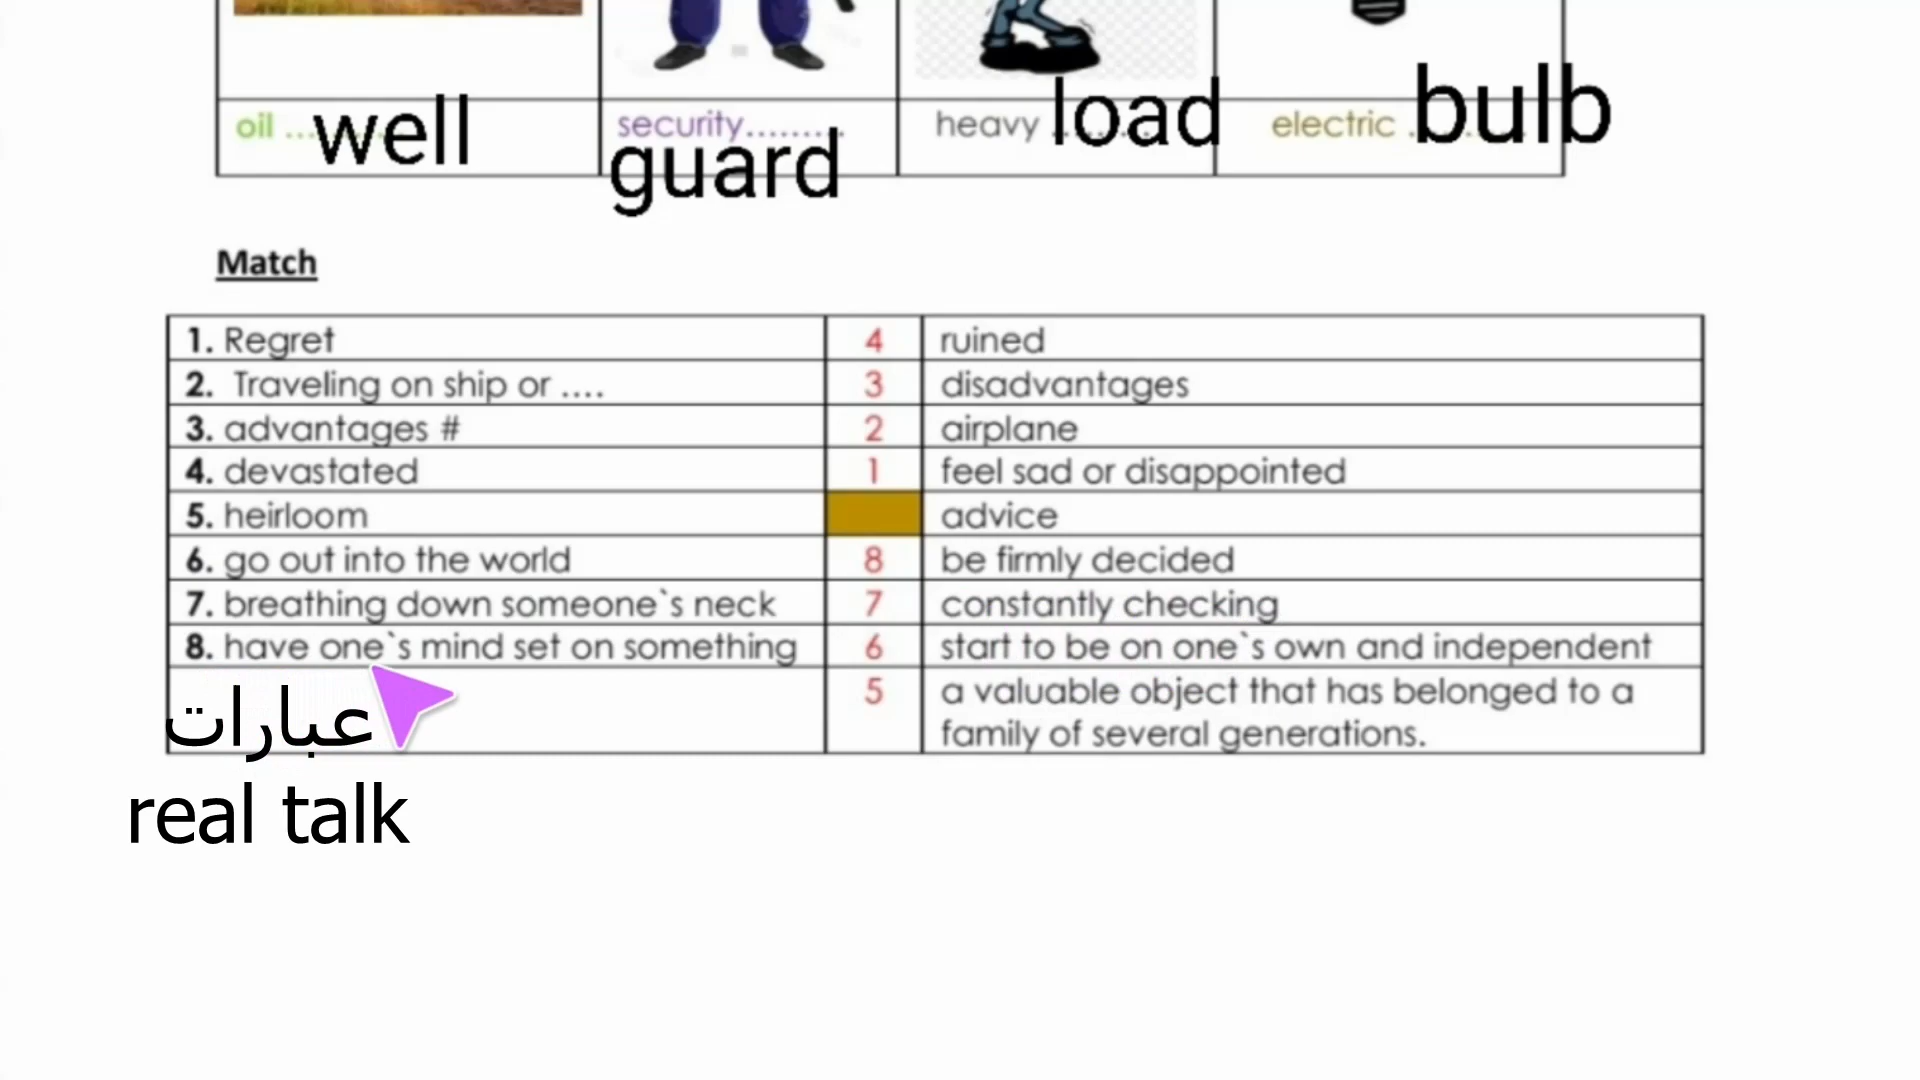 oil ... well
security......... guard
heavy ......... load
electric ......... bulb
Match
1. Regret 4 ruined
2. Traveling on ship or .... 3 disadvantages
3. advantages # 2 airplane
4. devastated 1 feel sad or disappointed
5. heirloom advice
6. go out into the world 8 be firmly decided
7. breathing down someone`s neck 7 constantly checking
8. have one`s mind set on something 6 start to be on one`s own and independent
5 a valuable object that has belonged to a
family of several generations.
عبارات
real talk